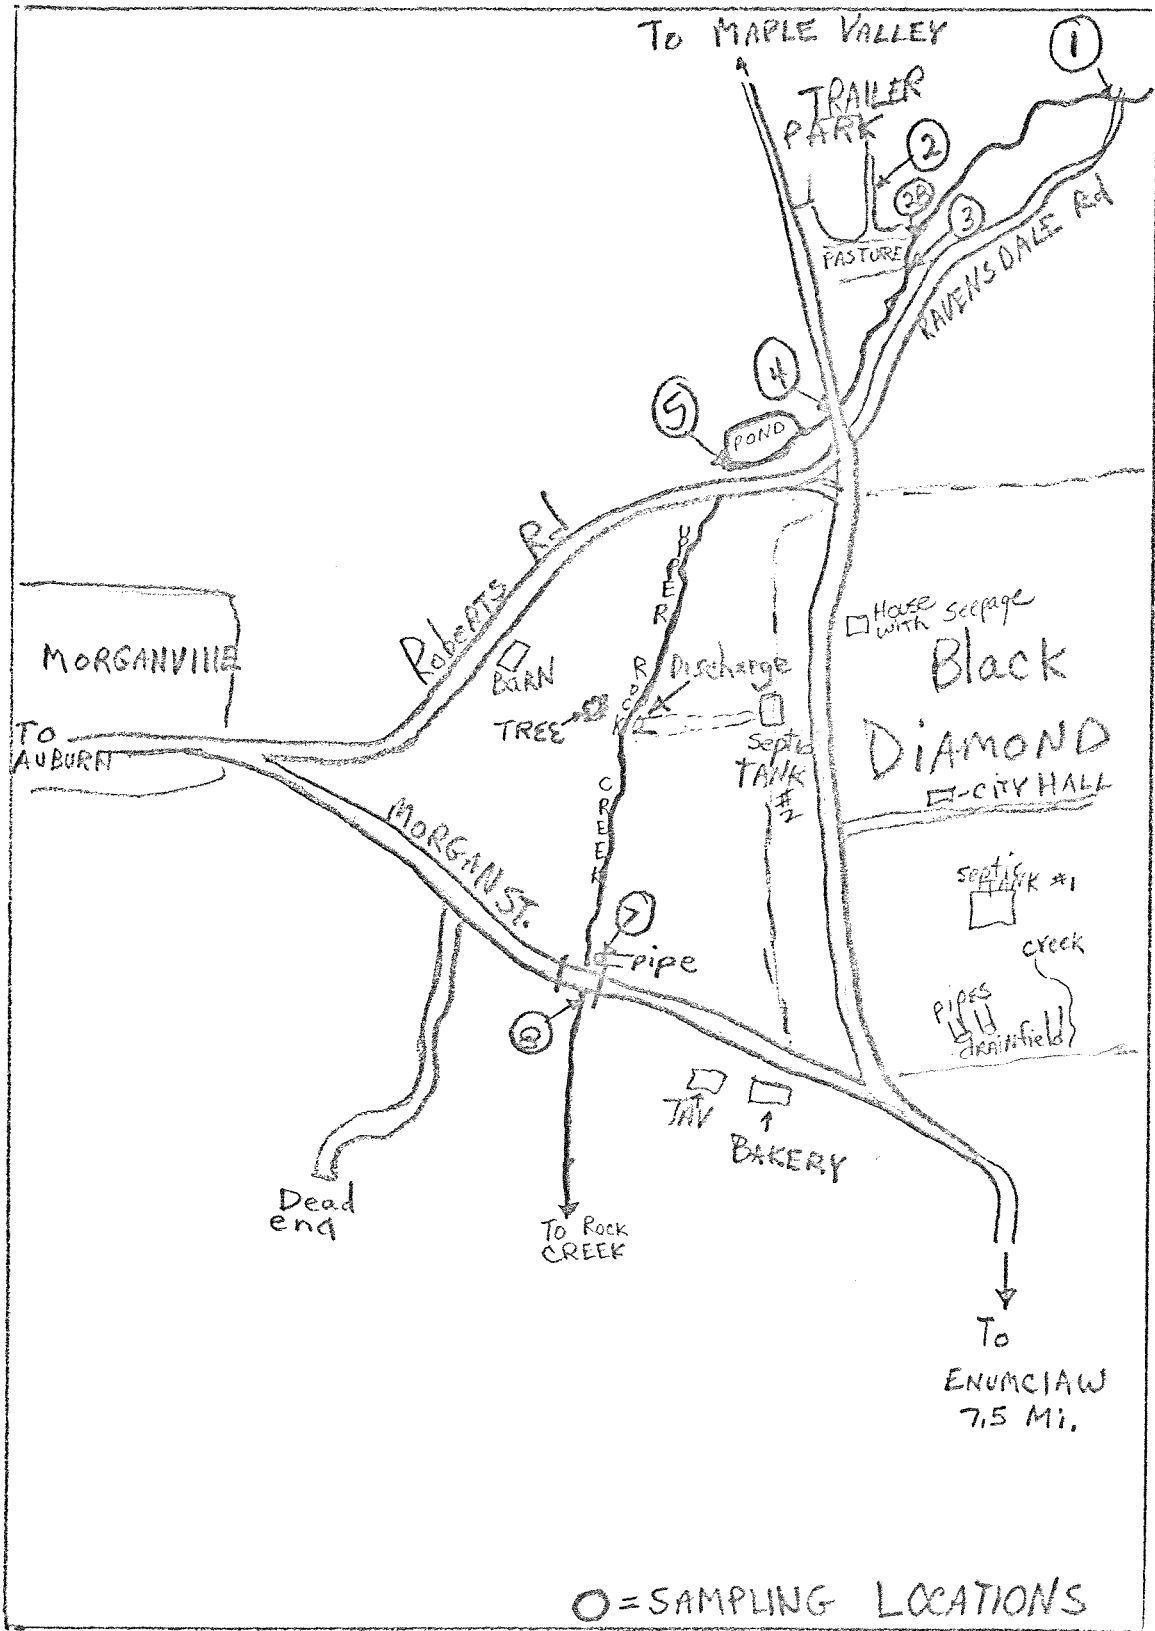 To MAPLE VALLEY
1
TRAILER
PARK
2
2B
3
PASTURE
RAVENSDALE Rd
4
5
POND
Roberts Rd
UPPER ROCK CREEK
MORGANVILLE
House
with Seepage
Black
DIAMOND
BARN
Discharge
TREE
To
AUBURN
Septic
TANK
#2
-CITY HALL
MORGAN ST.
septic
TANK #1
creek
7
pipe
PIPES
drainfield
8
TAV
BAKERY
Dead
end
To Rock
CREEK
To
ENUMCLAW
7.5 Mi.
O = SAMPLING LOCATIONS